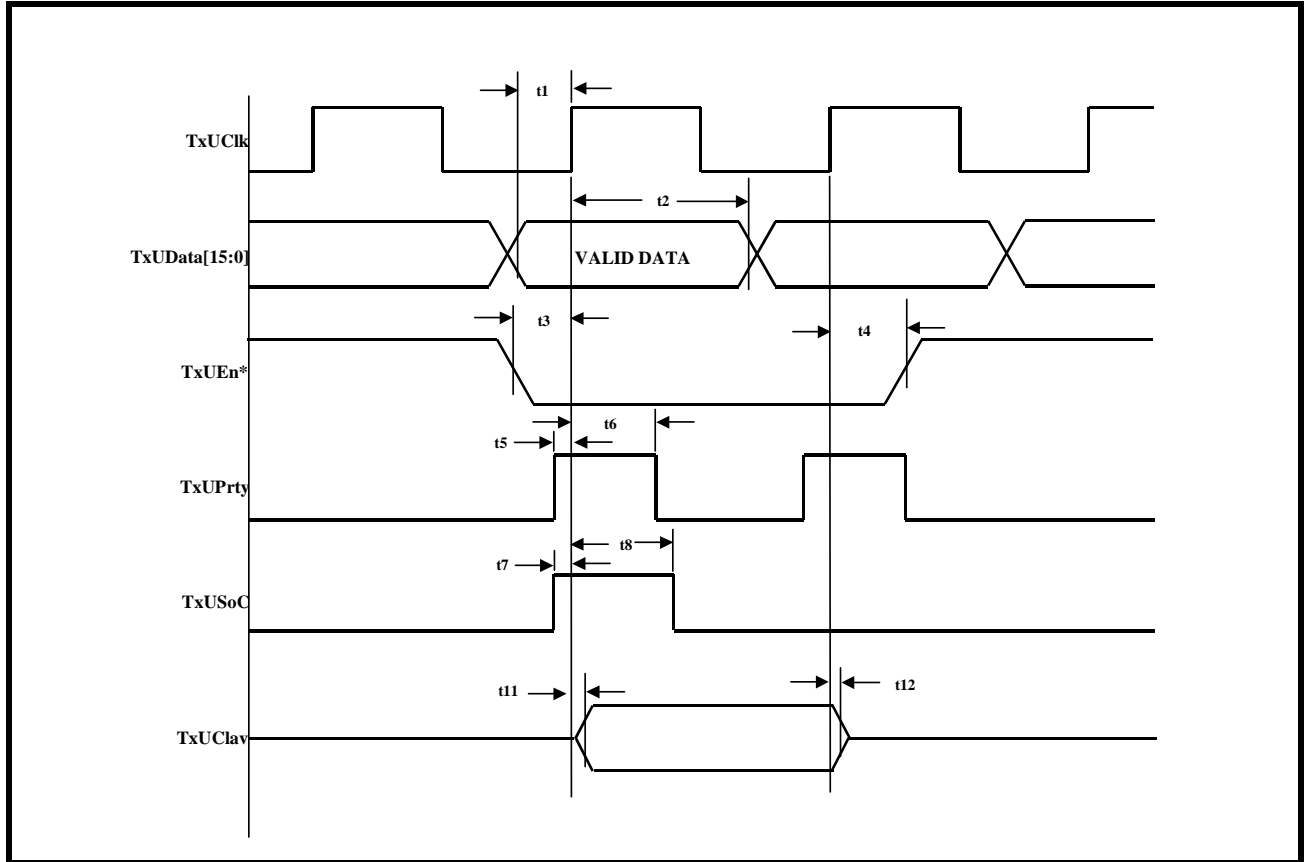 t1
TxUClk
t2
TxUData[15:0]
VALID DATA
t3
t4
TxUEn*
t6
t5
TxUPrty
t8
t7
TxUSoC
t11
t12
TxUClav